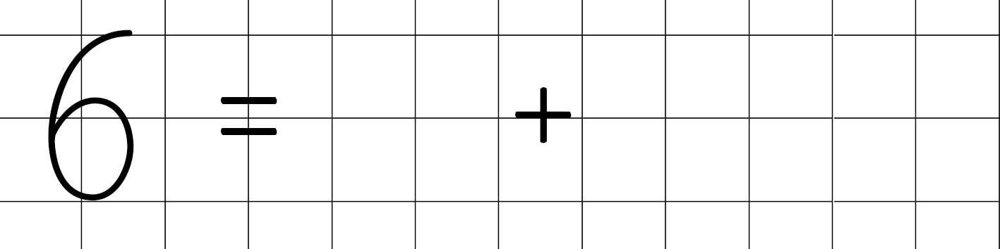 6 = +